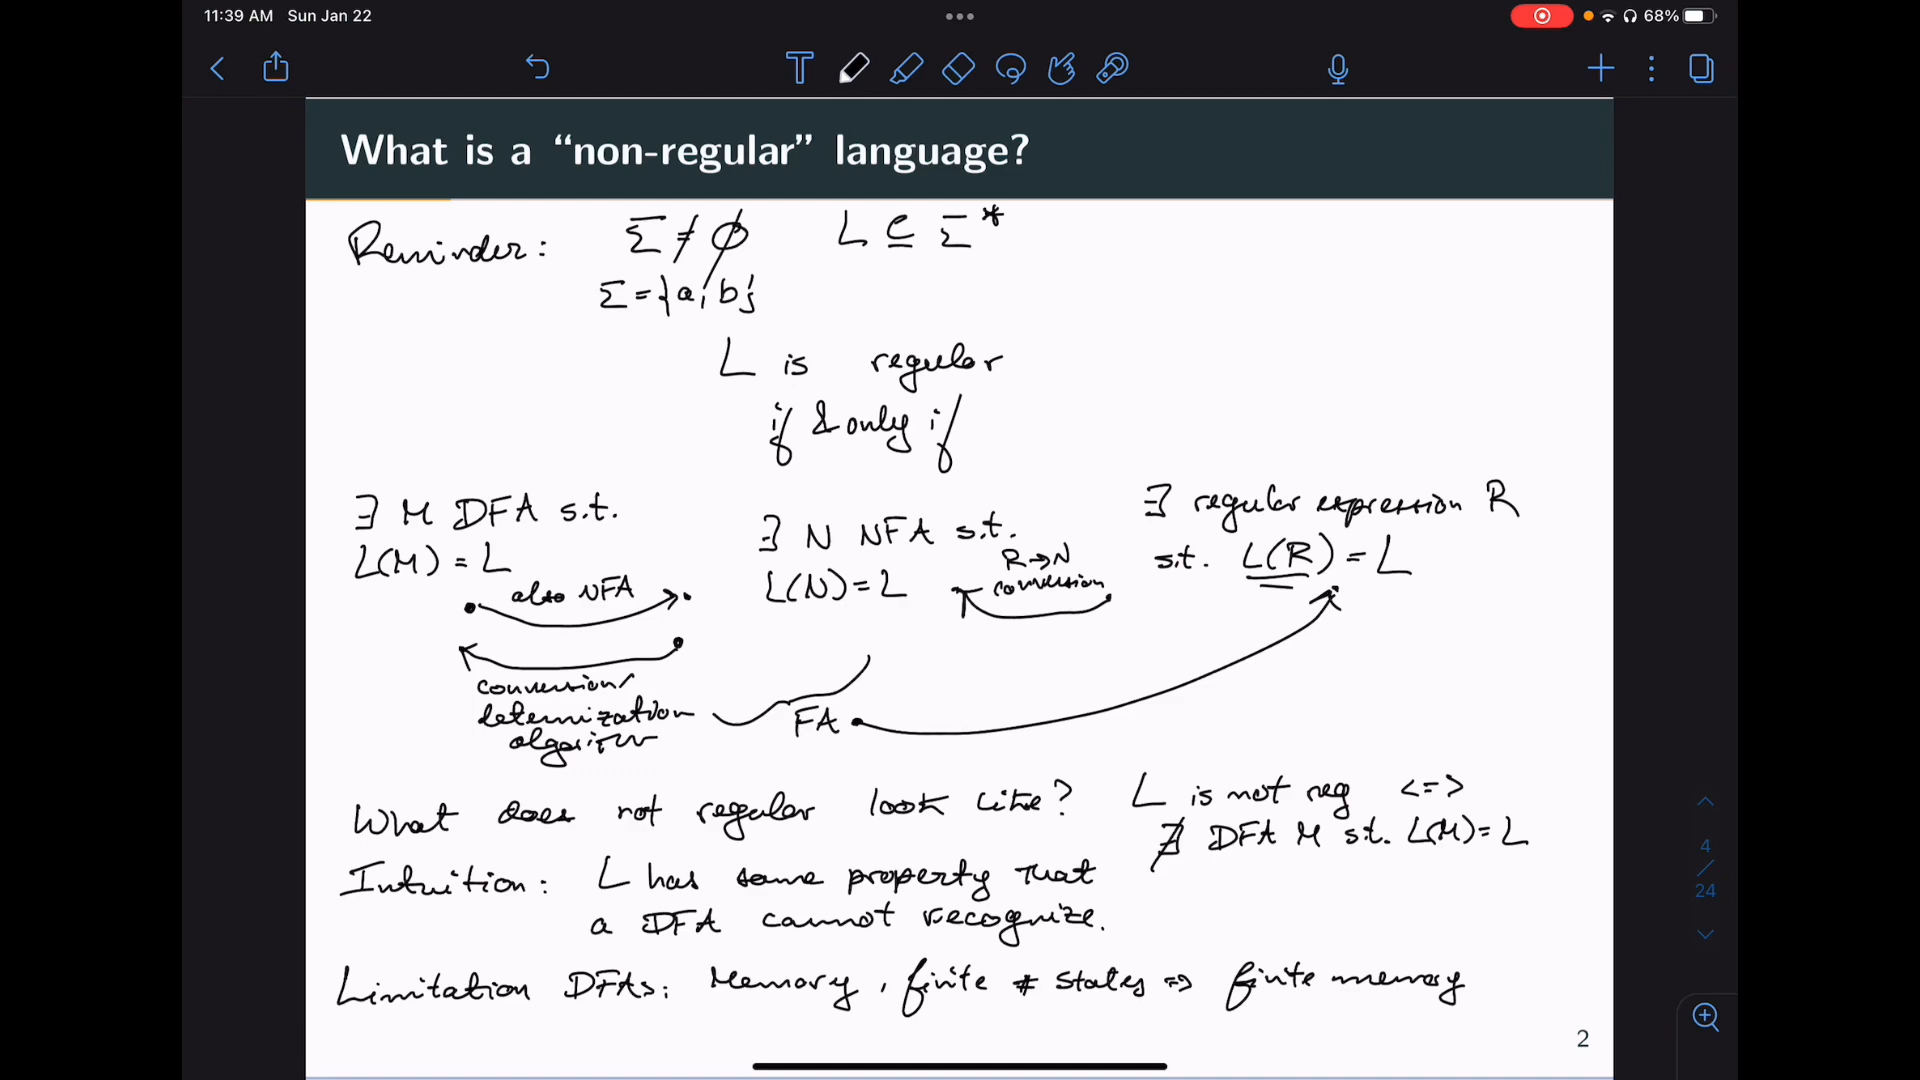 11:39 AM Sun Jan 22
68%
What is a “non-regular” language?
Reminder: Σ ≠ ∅ L ⊆ Σ*
Σ = {a, b}
L is regular
if & only if
∃ M DFA s.t.
L(M) = L
∃ N NFA s.t.
L(N) = L
∃ regular expression R
s.t. L(R) = L
also NFA
R → N
conversion
conversion/
FA
What does not regular look like?
L is not reg <=>
∄ DFA M s.t. L(M) = L
Intuition: L has some property that
a DFA cannot recognize.
Limitation DFAs: Memory, finite # states => finite memory
4
/
24
2